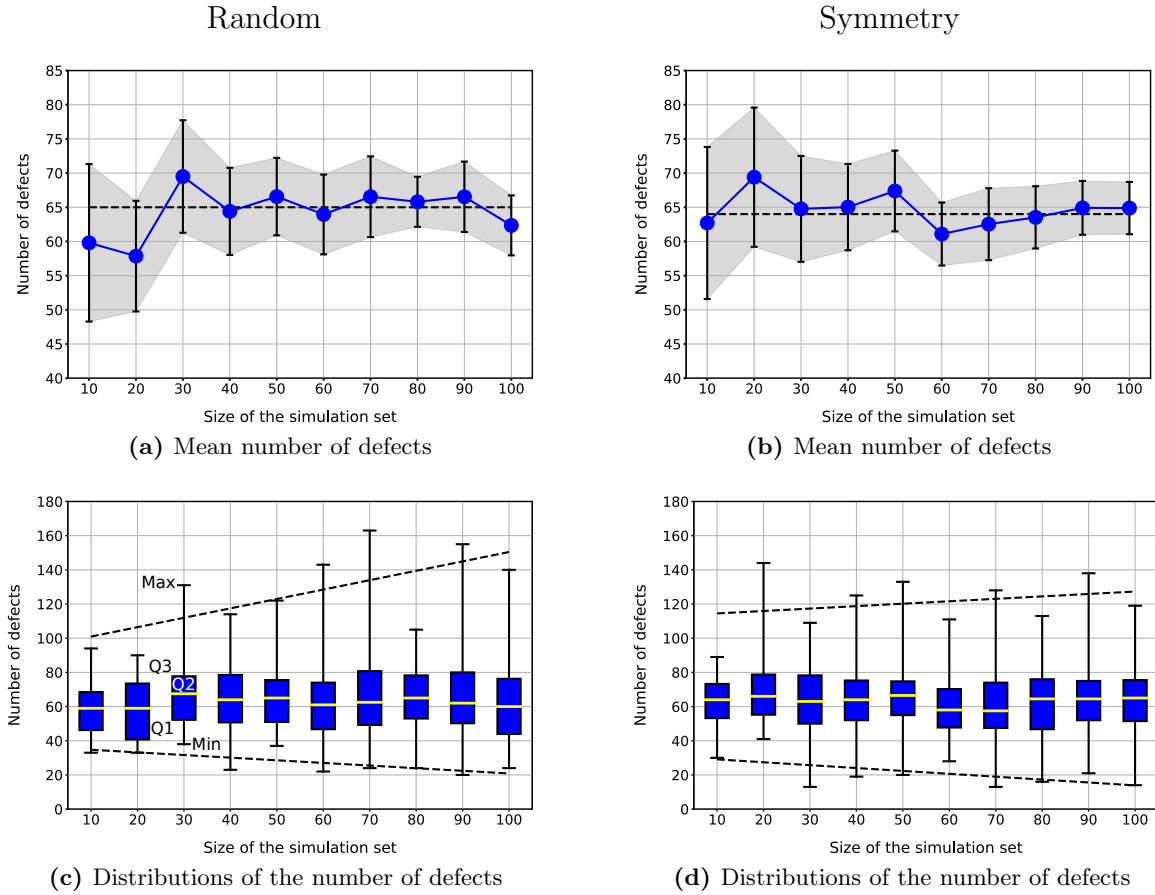 Random
Symmetry
85
80
75
70
65
60
55
50
45
40
Number of defects
10 20 30 40 50 60 70 80 90 100
Size of the simulation set
(a) Mean number of defects
85
80
75
70
65
60
55
50
45
40
Number of defects
10 20 30 40 50 60 70 80 90 100
Size of the simulation set
(b) Mean number of defects
180
160
140
120
100
80
60
40
20
0
Number of defects
Max
Q3
Q2
Q1
Min
10 20 30 40 50 60 70 80 90 100
Size of the simulation set
(c) Distributions of the number of defects
180
160
140
120
100
80
60
40
20
0
Number of defects
10 20 30 40 50 60 70 80 90 100
Size of the simulation set
(d) Distributions of the number of defects